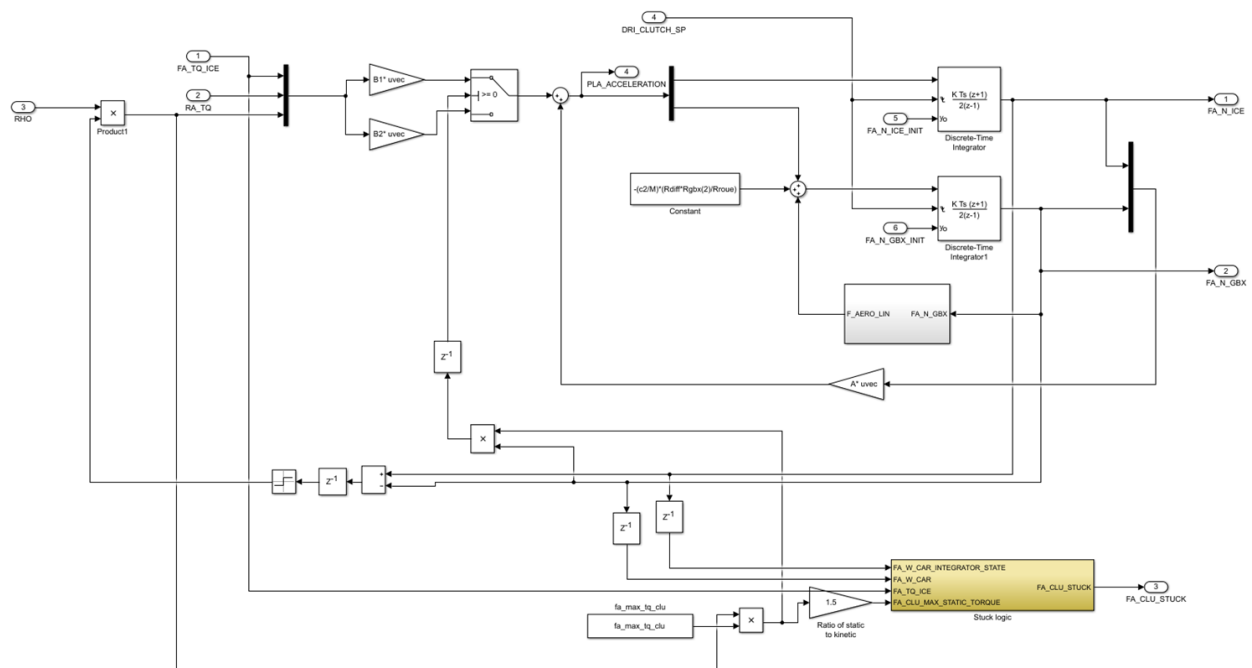 4
DRI_CLUTCH_SP
1
FA_TQ_ICE
4
PLA_ACCELERATION
B1* uvec
>= 0
K Ts (z+1)
2(z-1)
yo
Discrete-Time
Integrator
1
FA_N_ICE
2
RA_TQ
3
RHO
×
Product1
5
FA_N_ICE_INIT
B2* uvec
-(c2/M)*(Rdiff*Rgbx(2)/Rroue)
Constant
K Ts (z+1)
2(z-1)
yo
Discrete-Time
Integrator1
6
FA_N_GBX_INIT
2
FA_N_GBX
F_AERO_LIN
FA_N_GBX
z-1
A* uvec
×
z-1
+
-
z-1
z-1
FA_W_CAR_INTEGRATOR_STATE
FA_W_CAR
FA_TQ_ICE
FA_CLU_MAX_STATIC_TORQUE
FA_CLU_STUCK
Stuck logic
3
FA_CLU_STUCK
1.5
Ratio of static
to kinetic
fa_max_tq_clu
fa_max_tq_clu
×